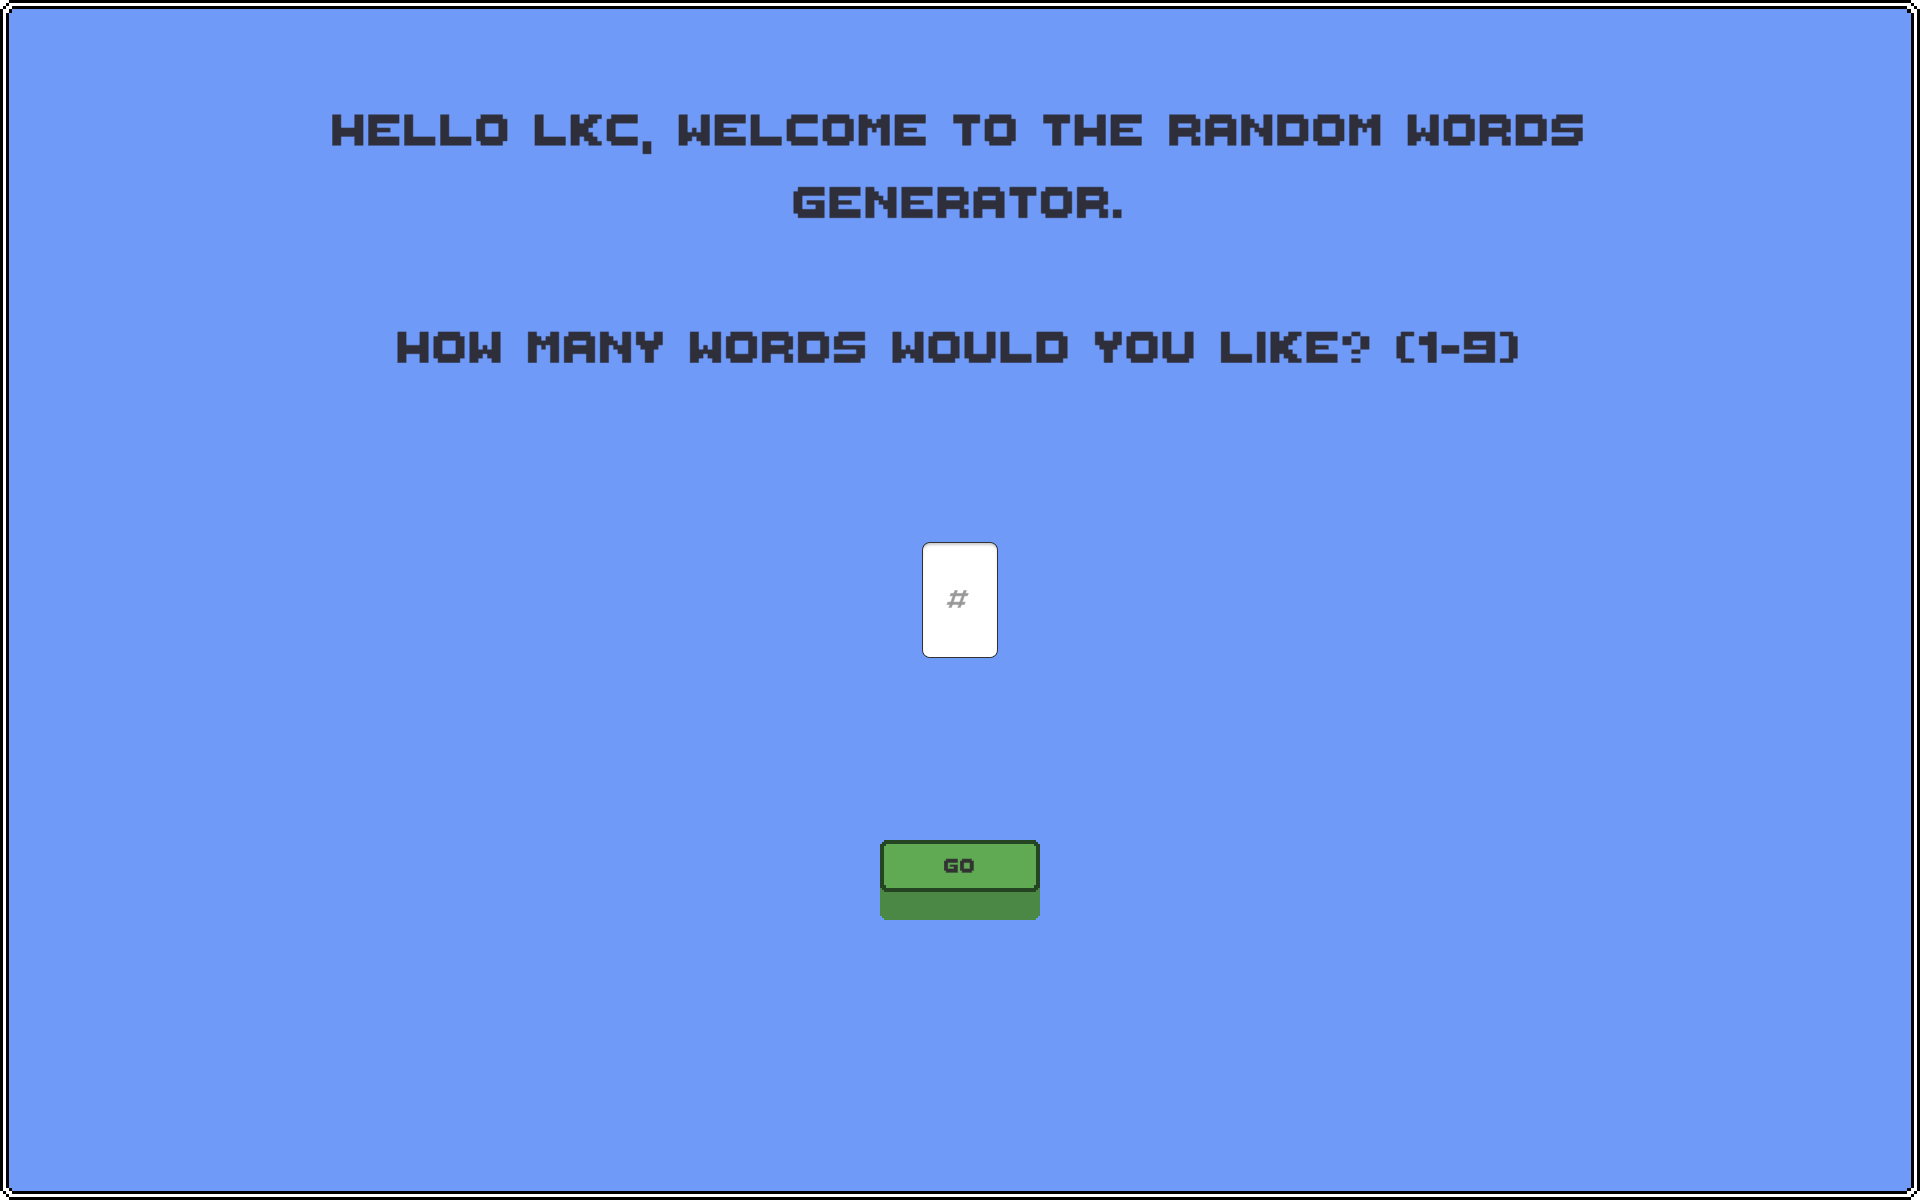 HELLO LKC, WELCOME TO THE RANDOM WORDS
GENERATOR.
HOW MANY WORDS WOULD YOU LIKE? (1-9)
#
GO